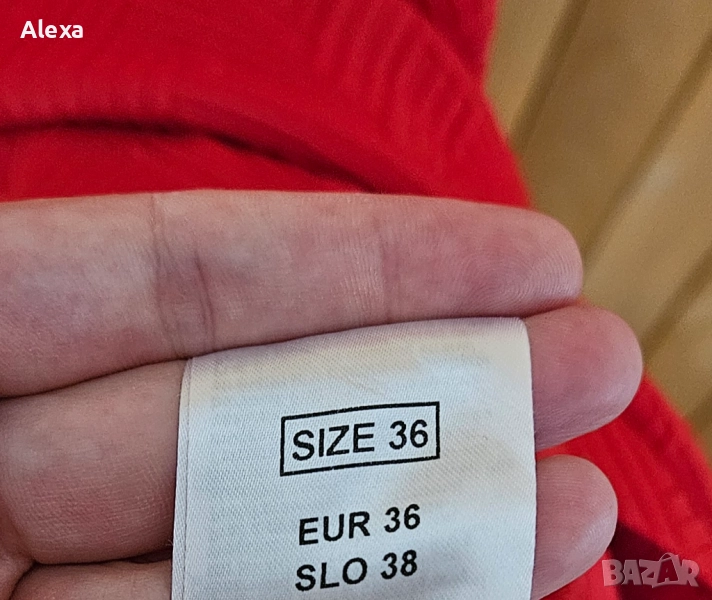 Alexa
SIZE 36
EUR 36
SLO 38
BAZAR